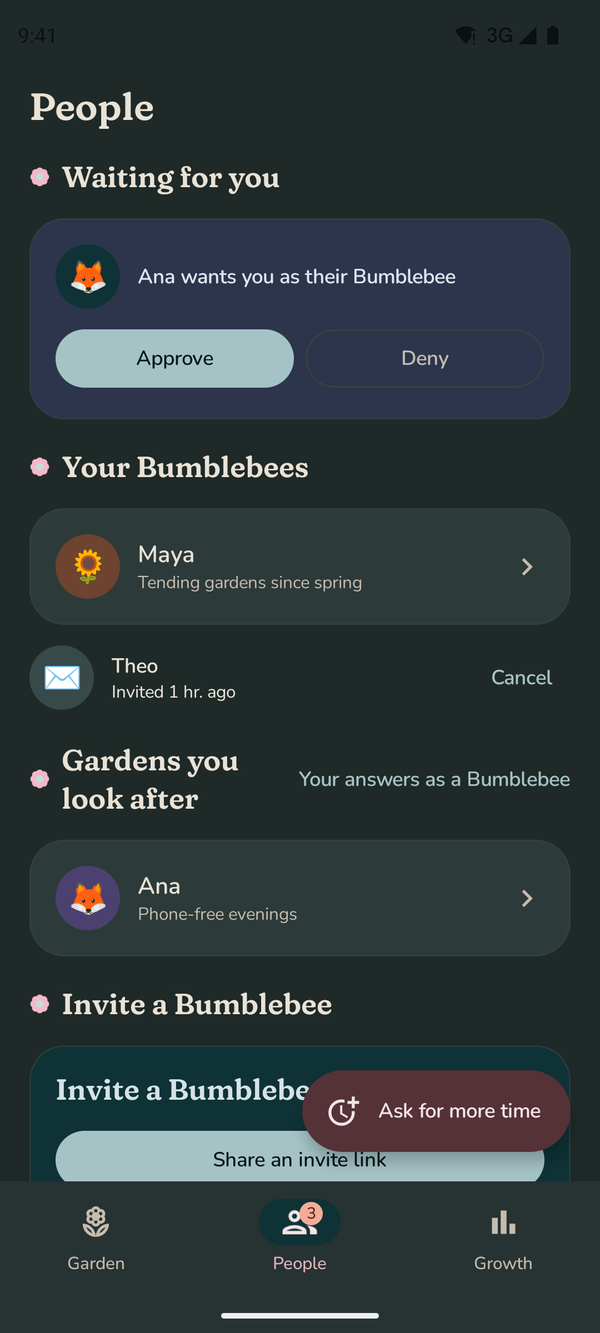 9:41
3G
People
Waiting for you
Ana wants you as their Bumblebee
Approve
Deny
Your Bumblebees
Maya
Tending gardens since spring
Theo
Invited 1 hr. ago
Cancel
Gardens you
look after
Your answers as a Bumblebee
Ana
Phone-free evenings
Invite a Bumblebee
Invite a Bumblebe
Ask for more time
Share an invite link
3
Garden
People
Growth